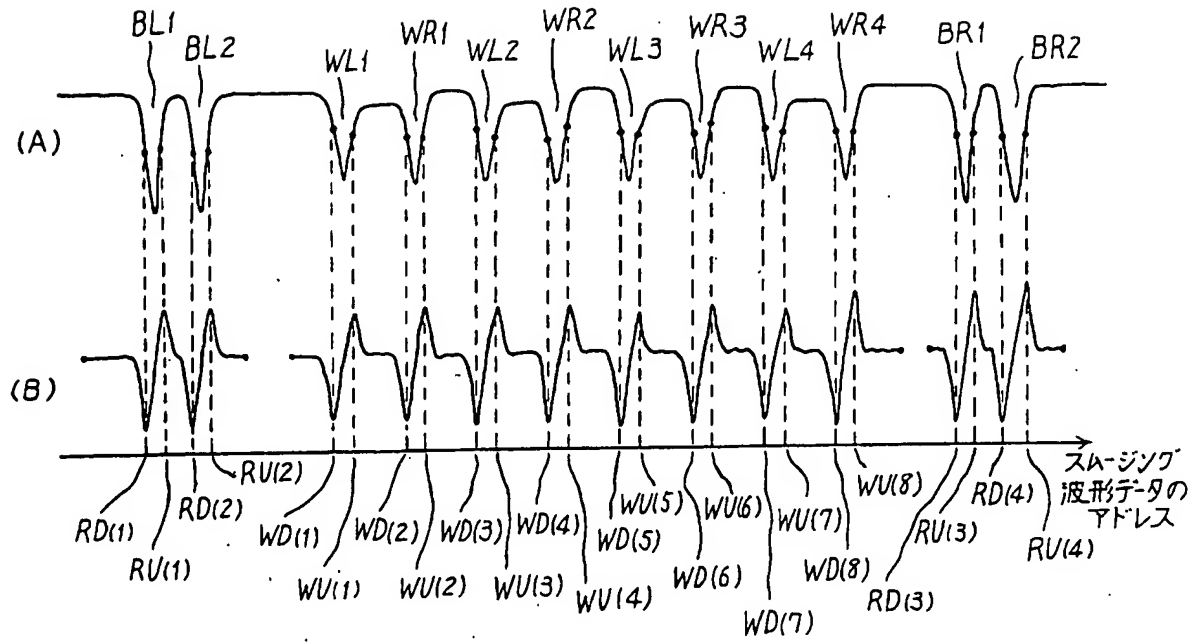 BL1
BL2
WL1
WR1
WL2
WR2
WL3
WR3
WL4
WR4
BR1
BR2
(A)
(B)
RD(1)
RU(1)
RD(2)
RU(2)
WD(1)
WU(1)
WD(2)
WU(2)
WD(3)
WU(3)
WD(4)
WU(4)
WD(5)
WU(5)
WD(6)
WU(6)
WD(7)
WU(7)
WD(8)
WU(8)
RD(3)
RU(3)
RD(4)
RU(4)
スムージング
波形データの
アドレス